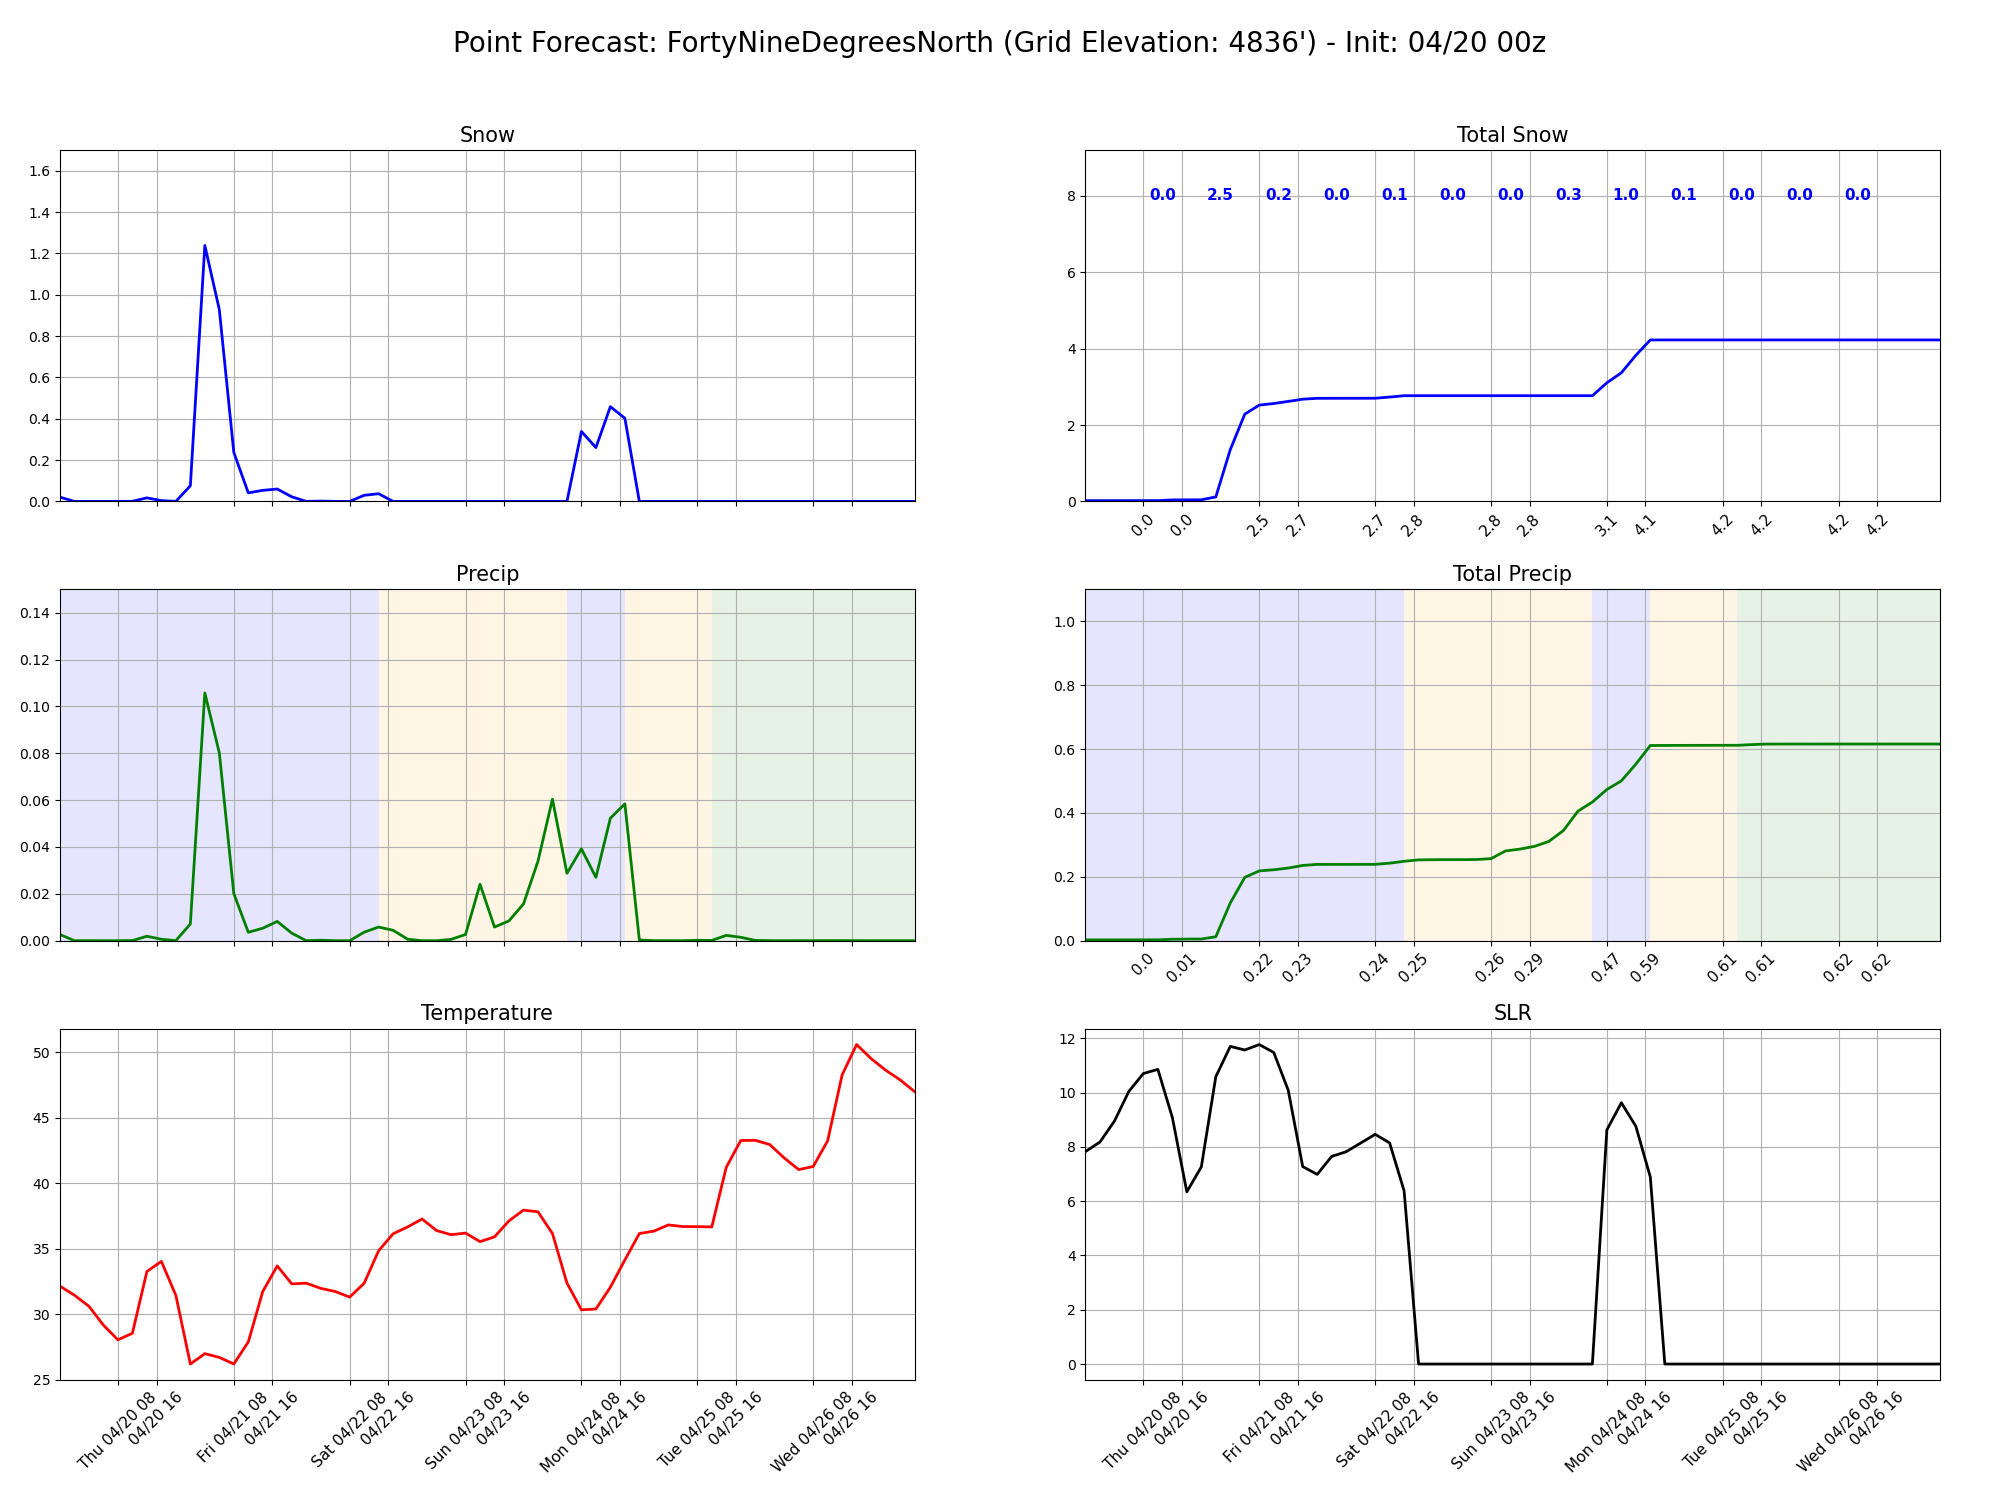 Point Forecast: FortyNineDegreesNorth (Grid Elevation: 4836') - Init: 04/20 00z
Snow
1.6
1.4
1.2
1.0
0.8
0.6
0.4
0.2
0.0
Total Snow
8
6
4
2
0
0.0 2.5 0.2 0.0 0.1 0.0 0.0 0.3 1.0 0.1 0.0 0.0 0.0
0.0 0.0 2.5 2.7 2.7 2.8 2.8 2.8 3.1 4.1 4.2 4.2 4.2 4.2
Precip
0.14
0.12
0.10
0.08
0.06
0.04
0.02
0.00
Total Precip
1.0
0.8
0.6
0.4
0.2
0.0
0.0 0.01 0.22 0.23 0.24 0.25 0.26 0.29 0.47 0.59 0.61 0.61 0.62 0.62
Temperature
50
45
40
35
30
25
Thu 04/20 08
04/20 16
Fri 04/21 08
04/21 16
Sat 04/22 08
04/22 16
Sun 04/23 08
04/23 16
Mon 04/24 08
04/24 16
Tue 04/25 08
04/25 16
Wed 04/26 08
04/26 16
SLR
12
10
8
6
4
2
0
Thu 04/20 08
04/20 16
Fri 04/21 08
04/21 16
Sat 04/22 08
04/22 16
Sun 04/23 08
04/23 16
Mon 04/24 08
04/24 16
Tue 04/25 08
04/25 16
Wed 04/26 08
04/26 16